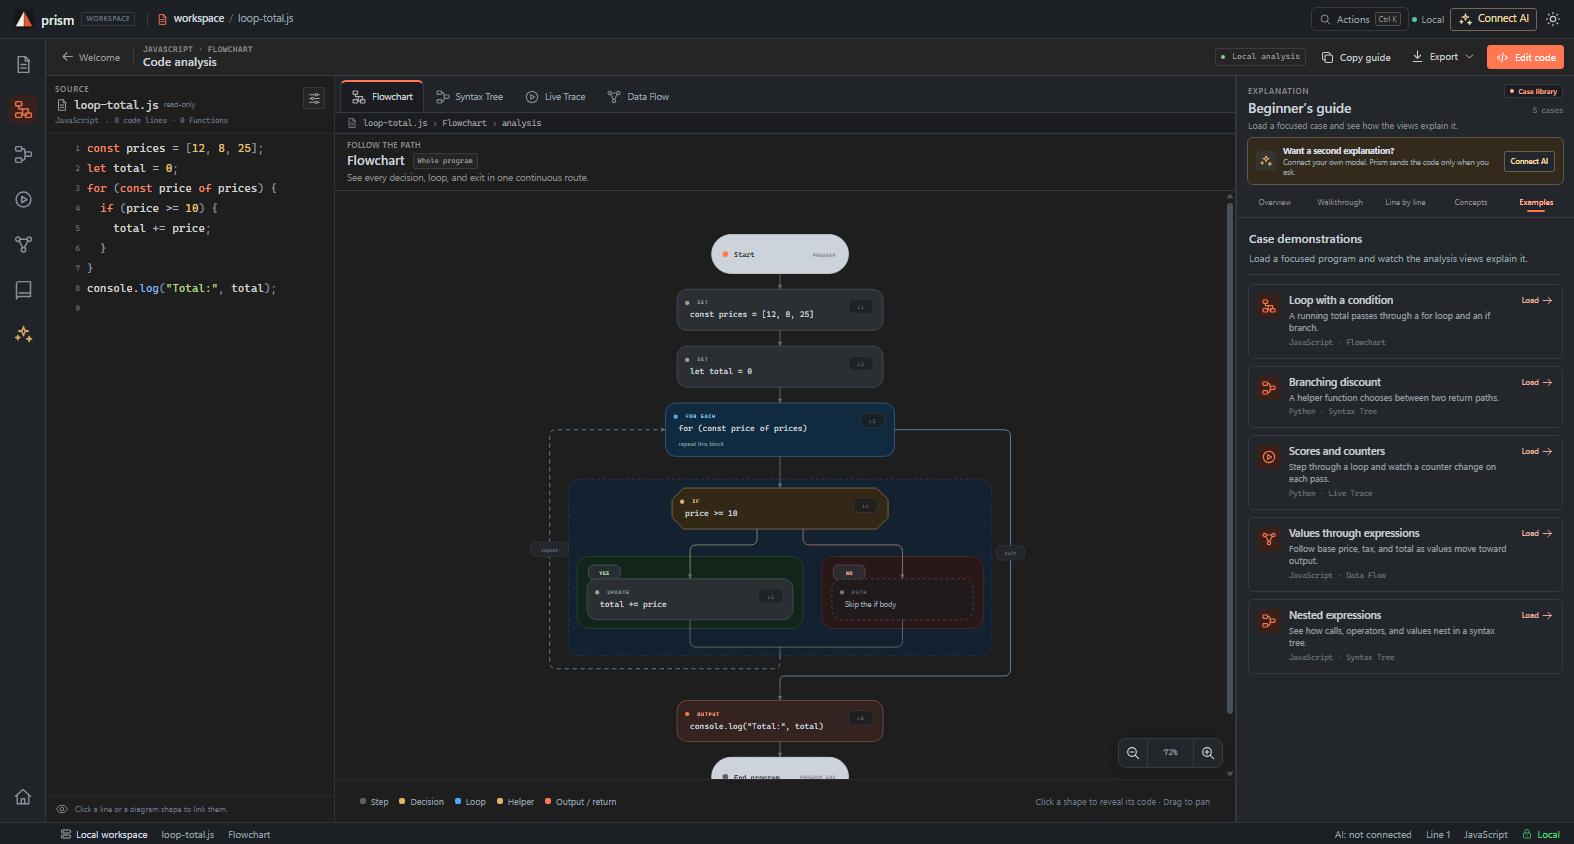 prism WORKSPACE workspace / loop-total.js Actions Ctrl K Local Connect AI
Welcome JAVASCRIPT · FLOWCHART
Code analysis
Local analysis Copy guide Export Edit code
SOURCE
loop-total.js read-only
JavaScript . 8 code lines · 0 functions
1 const prices = [12, 8, 25];
2 let total = 0;
3 for (const price of prices) {
4 if (price >= 10) {
5 total += price;
6 }
7 }
8 console.log("Total:", total);
9
Click a line or a diagram shape to link them.
Flowchart Syntax Tree Live Trace Data Flow
loop-total.js › Flowchart › analysis
FOLLOW THE PATH
Flowchart Whole program
See every decision, loop, and exit in one continuous route.
Start PROGRAM
SET L1
const prices = [12, 8, 25]
SET L2
let total = 0
FOR EACH L3
for (const price of prices)
repeat this block
IF L4
price >= 10
repeat
exit
YES
UPDATE L5
total += price
NO
PATH
Skip the if body
OUTPUT L8
console.log("Total:", total)
End program PROGRAM END
72%
Step Decision Loop Helper Output / return
Click a shape to reveal its code · Drag to pan
EXPLANATION Case library
Beginner's guide 5 cases
Load a focused case and see how the views explain it.
Want a second explanation?
Connect your own model. Prism sends the code only when you
ask.
Connect AI
Overview Walkthrough Line by line Concepts Examples
Case demonstrations
Load a focused program and watch the analysis views explain it.
Loop with a condition Load
A running total passes through a for loop and an if
branch.
JavaScript · Flowchart
Branching discount Load
A helper function chooses between two return paths.
Python · Syntax Tree
Scores and counters Load
Step through a loop and watch a counter change on
each pass.
Python · Live Trace
Values through expressions Load
Follow base price, tax, and total as values move toward
output.
JavaScript · Data Flow
Nested expressions Load
See how calls, operators, and values nest in a syntax
tree.
JavaScript · Syntax Tree
Local workspace loop-total.js Flowchart AI: not connected Line 1 JavaScript Local